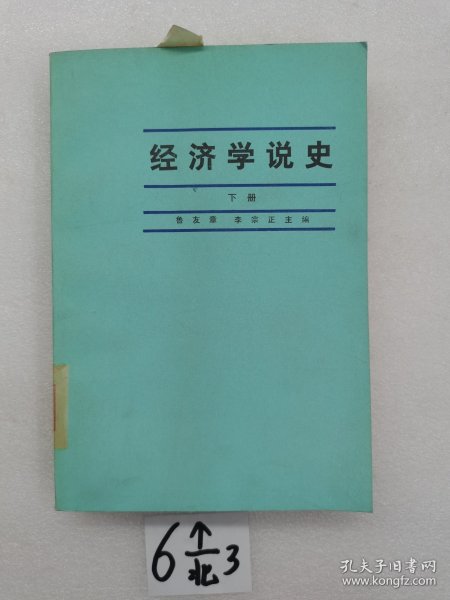 经济学说史
下册
鲁友章 李宗正主编
6 ↑北 3
孔夫子旧书网
www.kongfz.com